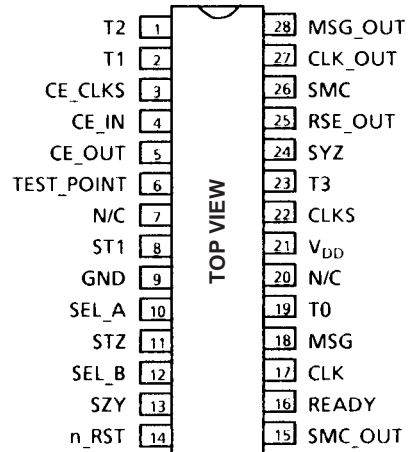 T2 1 28 MSG_OUT
T1 2 27 CLK_OUT
CE_CLKS 3 26 SMC
CE_IN 4 25 RSE_OUT
CE_OUT 5 24 SYZ
TEST_POINT 6 23 T3
N/C 7 22 CLKS
ST1 8 21 VDD
GND 9 20 N/C
SEL_A 10 19 T0
STZ 11 18 MSG
SEL_B 12 17 CLK
SZY 13 16 READY
n_RST 14 15 SMC_OUT
TOP VIEW